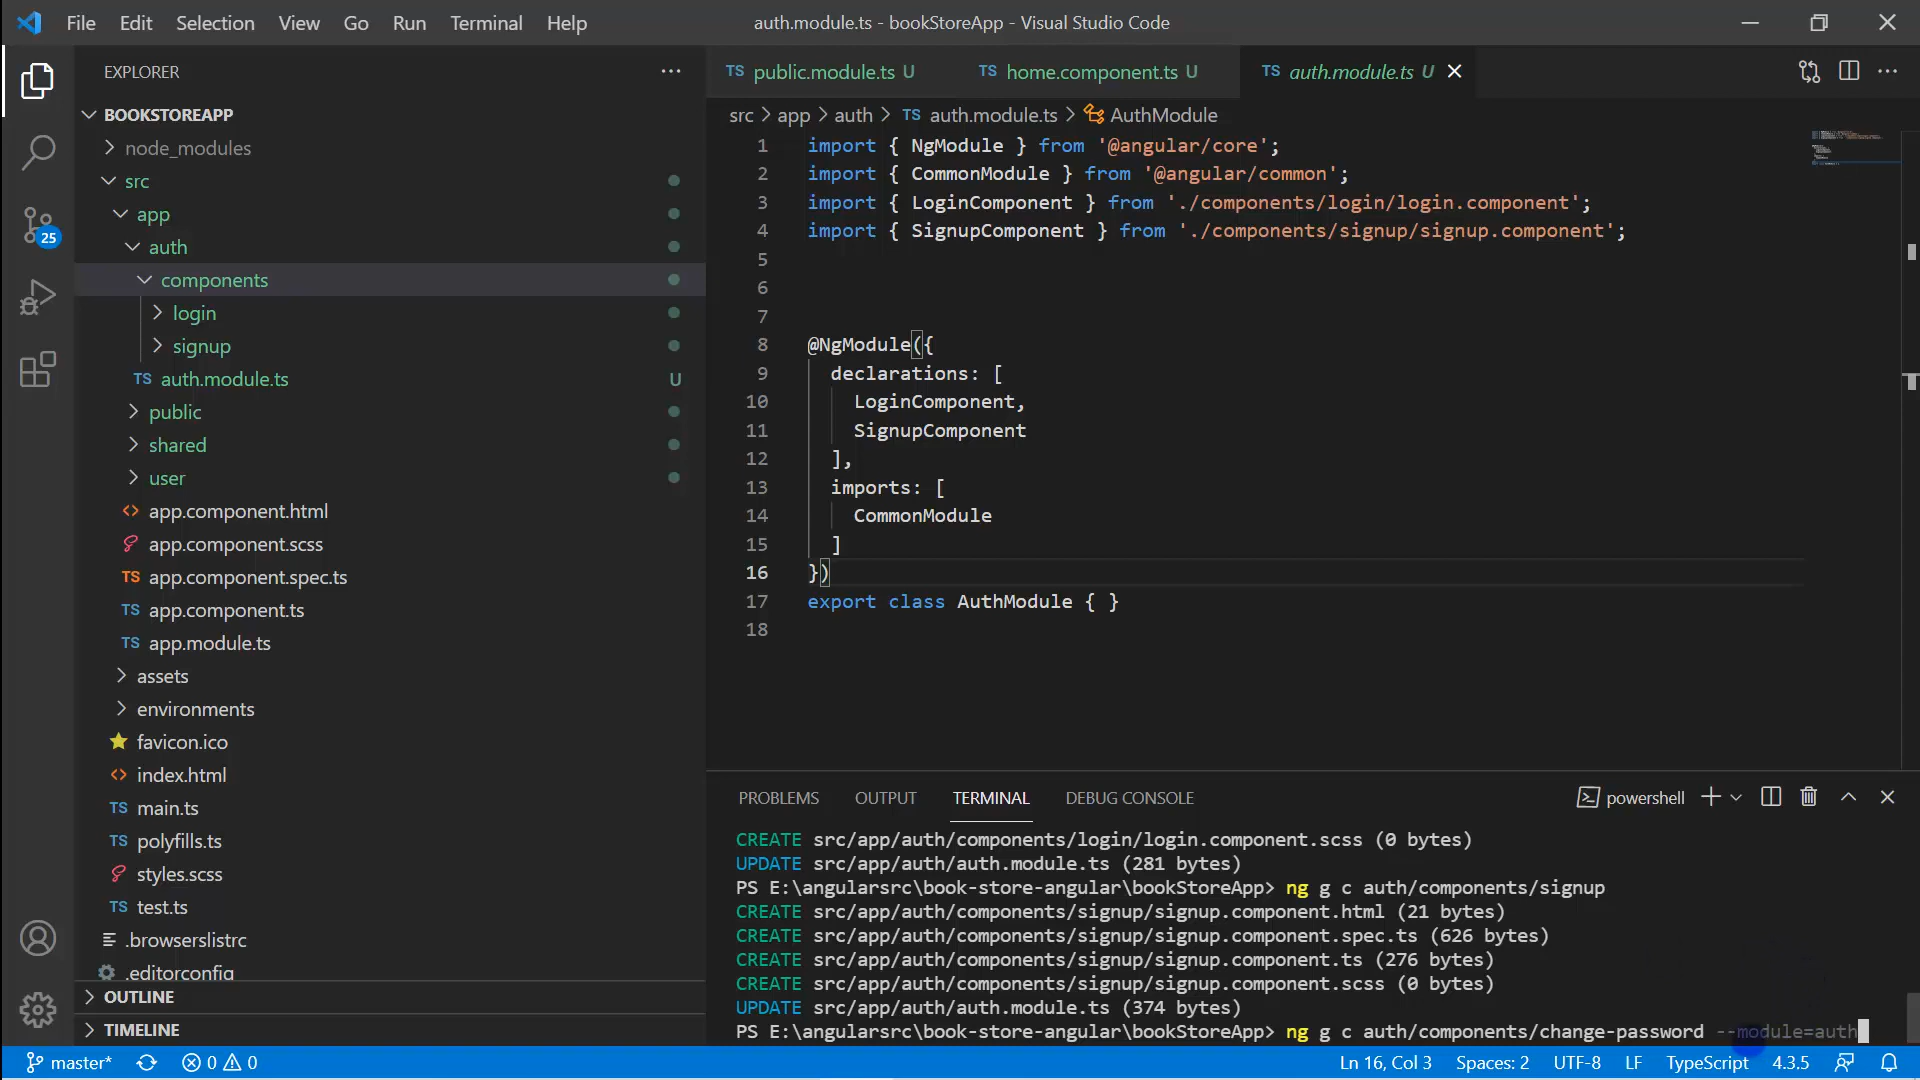 File Edit Selection View Go Run Terminal Help
auth.module.ts - bookStoreApp - Visual Studio Code
EXPLORER
BOOKSTOREAPP
node_modules
src
app
auth
components
login
signup
TS auth.module.ts U
public
shared
user
<> app.component.html
app.component.scss
TS app.component.spec.ts
TS app.component.ts
TS app.module.ts
assets
environments
favicon.ico
<> index.html
TS main.ts
TS polyfills.ts
styles.scss
TS test.ts
.browserslistrc
.editorconfig
OUTLINE
TIMELINE
25
TS public.module.ts U TS home.component.ts U TS auth.module.ts U
src > app > auth > TS auth.module.ts > AuthModule
1 import { NgModule } from '@angular/core';
2 import { CommonModule } from '@angular/common';
3 import { LoginComponent } from './components/login/login.component';
4 import { SignupComponent } from './components/signup/signup.component';
5
6
7
8 @NgModule({
9 declarations: [
10 LoginComponent,
11 SignupComponent
12 ],
13 imports: [
14 CommonModule
15 ]
16 })
17 export class AuthModule { }
18
PROBLEMS OUTPUT TERMINAL DEBUG CONSOLE powershell
CREATE src/app/auth/components/login/login.component.scss (0 bytes)
UPDATE src/app/auth/auth.module.ts (281 bytes)
PS E:\angularsrc\book-store-angular\bookStoreApp> ng g c auth/components/signup
CREATE src/app/auth/components/signup/signup.component.html (21 bytes)
CREATE src/app/auth/components/signup/signup.component.spec.ts (626 bytes)
CREATE src/app/auth/components/signup/signup.component.ts (276 bytes)
CREATE src/app/auth/components/signup/signup.component.scss (0 bytes)
UPDATE src/app/auth/auth.module.ts (374 bytes)
PS E:\angularsrc\book-store-angular\bookStoreApp> ng g c auth/components/change-password --module=auth
master* 0 0 Ln 16, Col 3 Spaces: 2 UTF-8 LF TypeScript 4.3.5